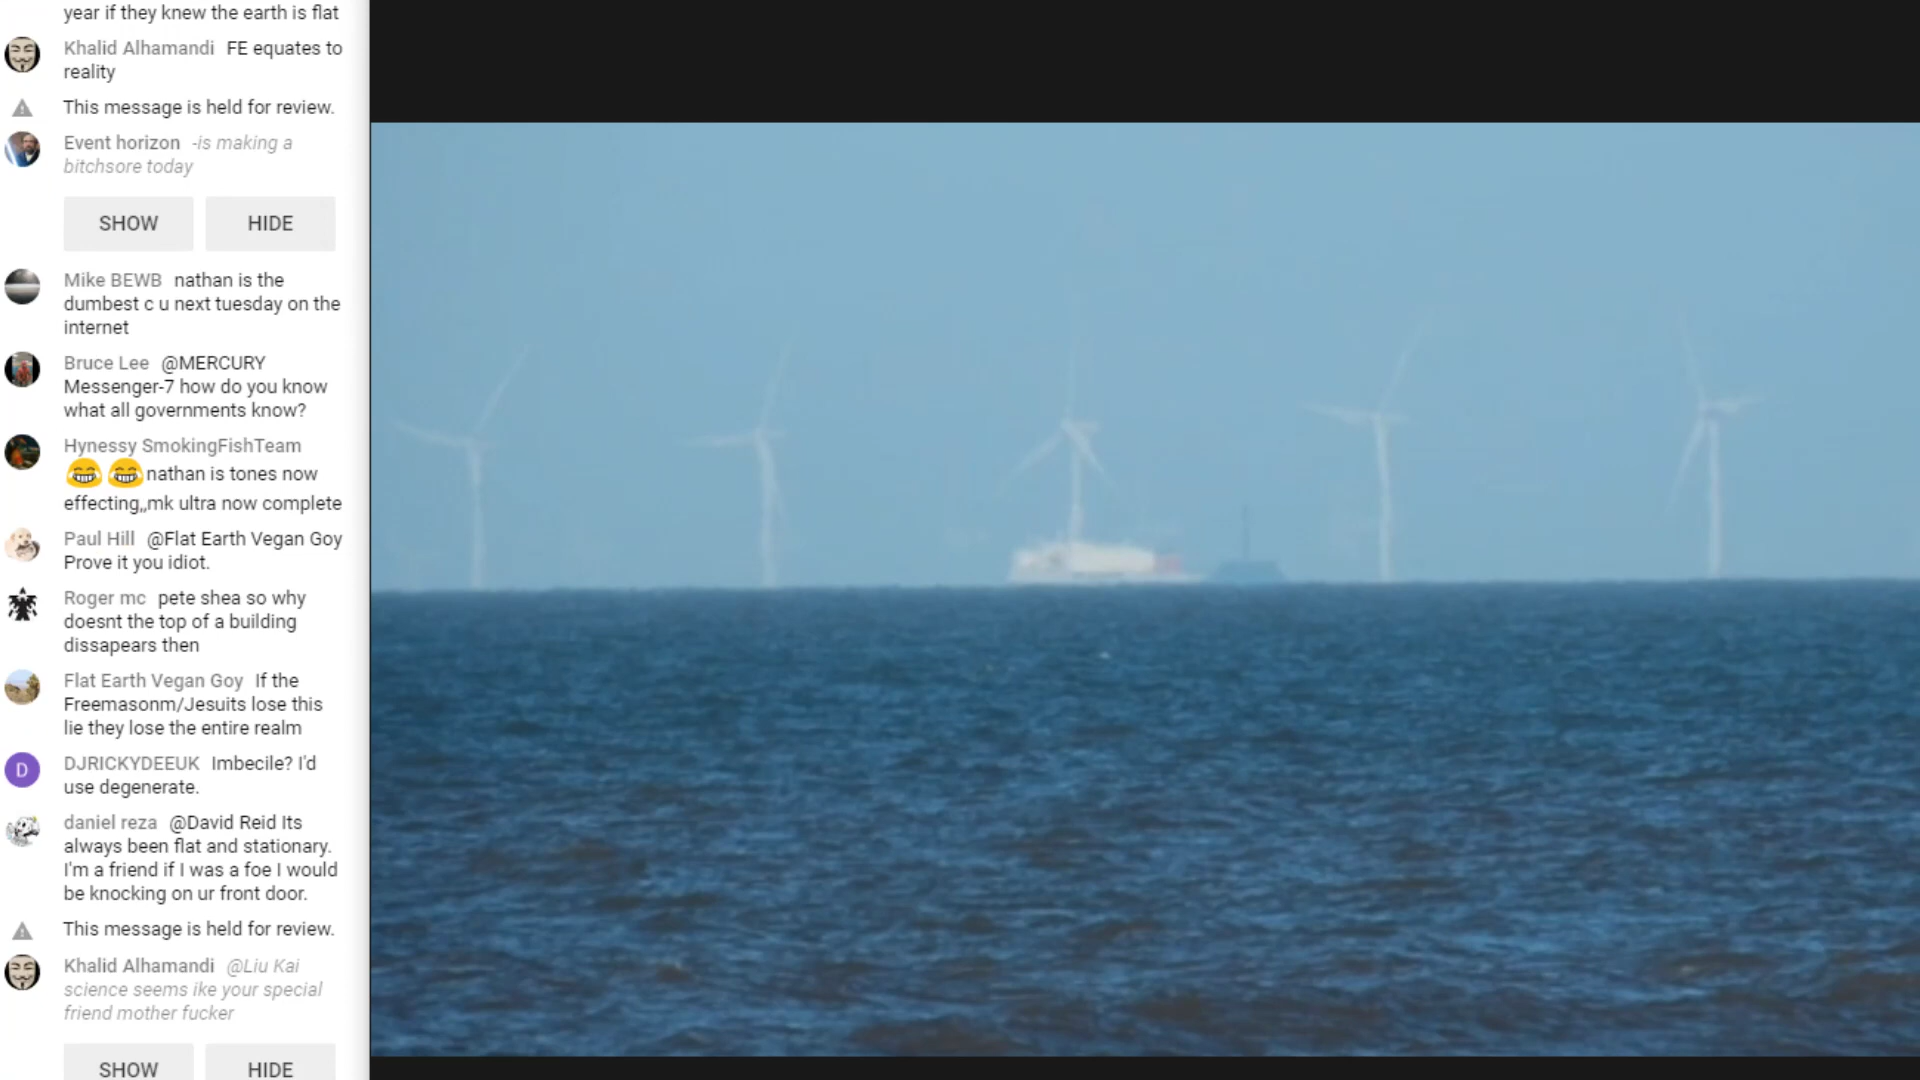 year if they knew the earth is flat
Khalid Alhamandi FE equates to
reality
This message is held for review.
Event horizon -is making a
bitchsore today
SHOW HIDE
Mike BEWB nathan is the
dumbest c u next tuesday on the
internet
Bruce Lee @MERCURY
Messenger-7 how do you know
what all governments know?
Hynessy SmokingFishTeam
😂 😂 nathan is tones now
effecting,,mk ultra now complete
Paul Hill @Flat Earth Vegan Goy
Prove it you idiot.
Roger mc pete shea so why
doesnt the top of a building
dissapears then
Flat Earth Vegan Goy If the
Freemasonm/Jesuits lose this
lie they lose the entire realm
D
DJRICKYDEEUK Imbecile? I'd
use degenerate.
daniel reza @David Reid Its
always been flat and stationary.
I'm a friend if I was a foe I would
be knocking on ur front door.
This message is held for review.
Khalid Alhamandi @Liu Kai
science seems ike your special
friend mother fucker
SHOW HIDE